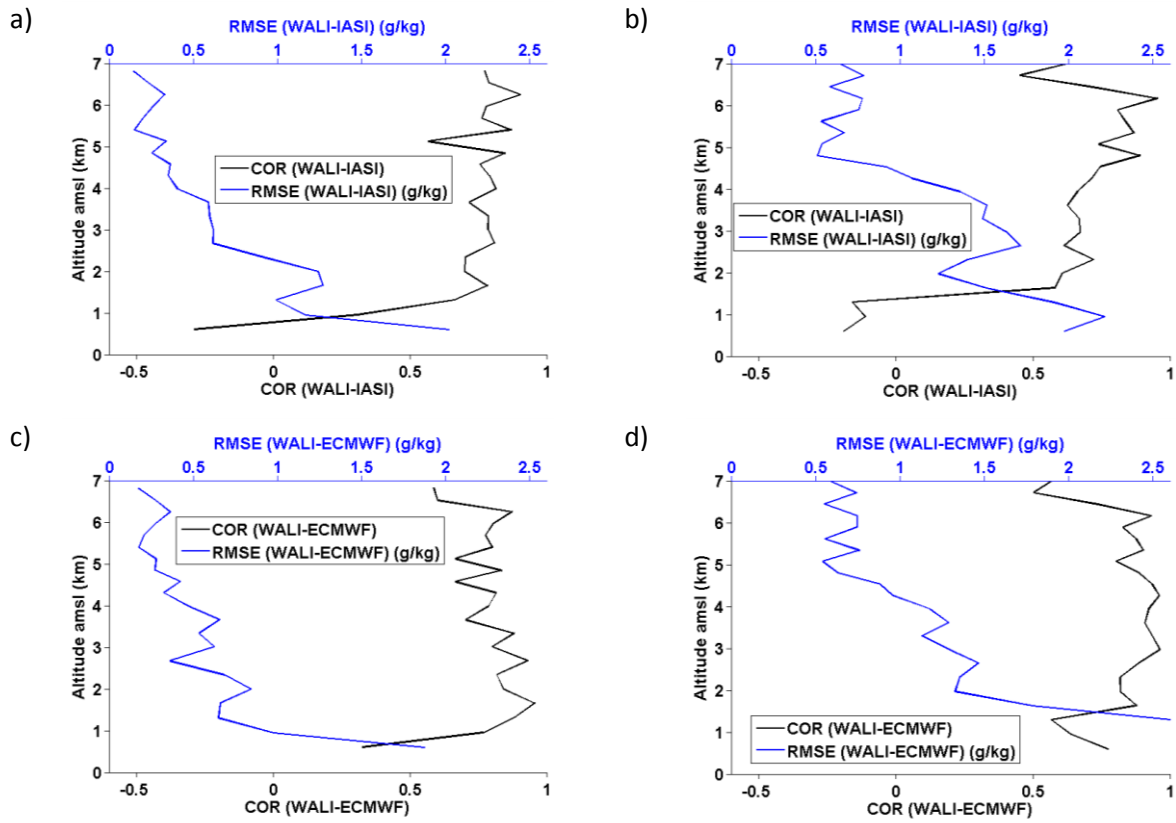 a)
RMSE (WALI-IASI) (g/kg)
0 0.5 1 1.5 2 2.5
7
6
5
4
3
2
1
0
Altitude amsl (km)
COR (WALI-IASI)
RMSE (WALI-IASI) (g/kg)
-0.5 0 0.5 1
COR (WALI-IASI)
b)
RMSE (WALI-IASI) (g/kg)
0 0.5 1 1.5 2 2.5
7
6
5
4
3
2
1
0
Altitude amsl (km)
COR (WALI-IASI)
RMSE (WALI-IASI) (g/kg)
-0.5 0 0.5 1
COR (WALI-IASI)
c)
RMSE (WALI-ECMWF) (g/kg)
0 0.5 1 1.5 2 2.5
7
6
5
4
3
2
1
0
Altitude amsl (km)
COR (WALI-ECMWF)
RMSE (WALI-ECMWF) (g/kg)
-0.5 0 0.5 1
COR (WALI-ECMWF)
d)
RMSE (WALI-ECMWF) (g/kg)
0 0.5 1 1.5 2 2.5
7
6
5
4
3
2
1
0
Altitude amsl (km)
COR (WALI-ECMWF)
RMSE (WALI-ECMWF) (g/kg)
-0.5 0 0.5 1
COR (WALI-ECMWF)